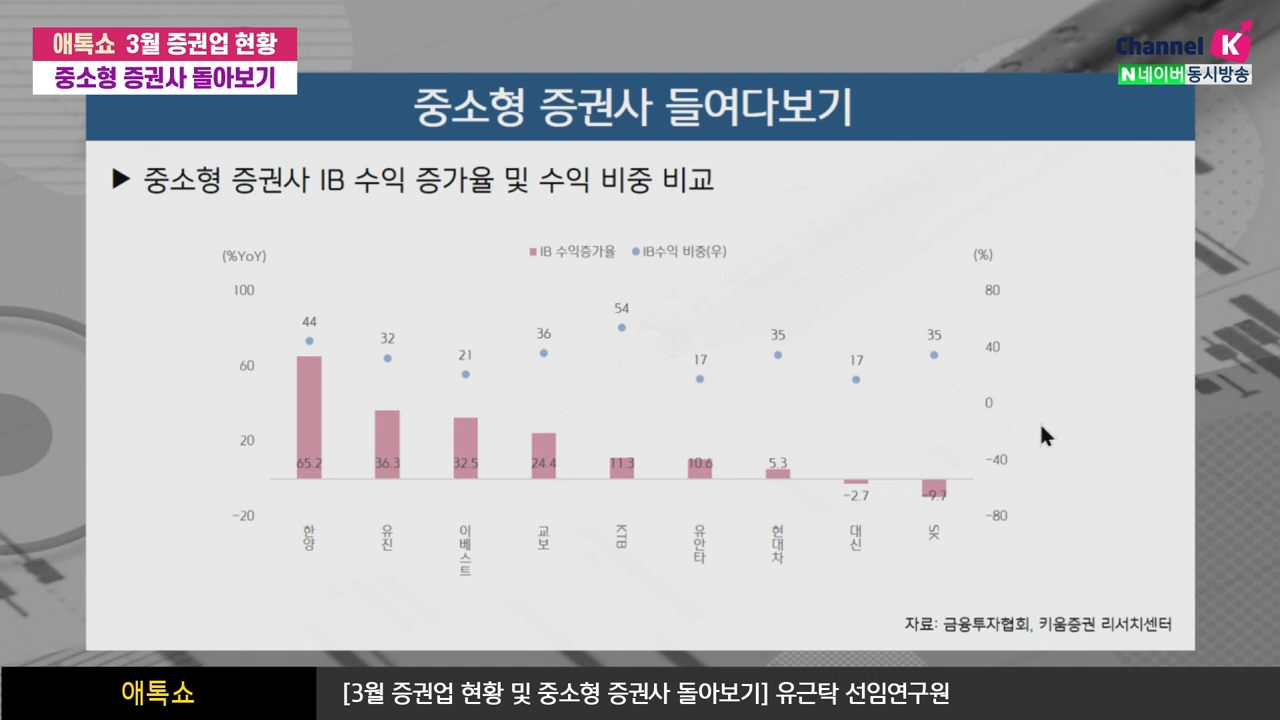 애톡쇼 3월 증권업 현황
중소형 증권사 돌아보기
Channel K
N 네이버 동시방송
중소형 증권사 들여다보기
▶ 중소형 증권사 IB 수익 증가율 및 수익 비중 비교
(%YoY) ■ IB 수익증가율 ● IB수익 비중(우) (%)
100 80
60 40
20 0
-20 -40
-80
44 32 21 36 54 17 35 17 35
65.2 36.3 32.5 24.4 11.3 10.6 5.3 -2.7 -9.7
한양 유진 이베스트 교보 KTB 유안타 현대차 대신 SK
자료: 금융투자협회, 키움증권 리서치센터
애톡쇼
[3월 증권업 현황 및 중소형 증권사 돌아보기] 유근탁 선임연구원